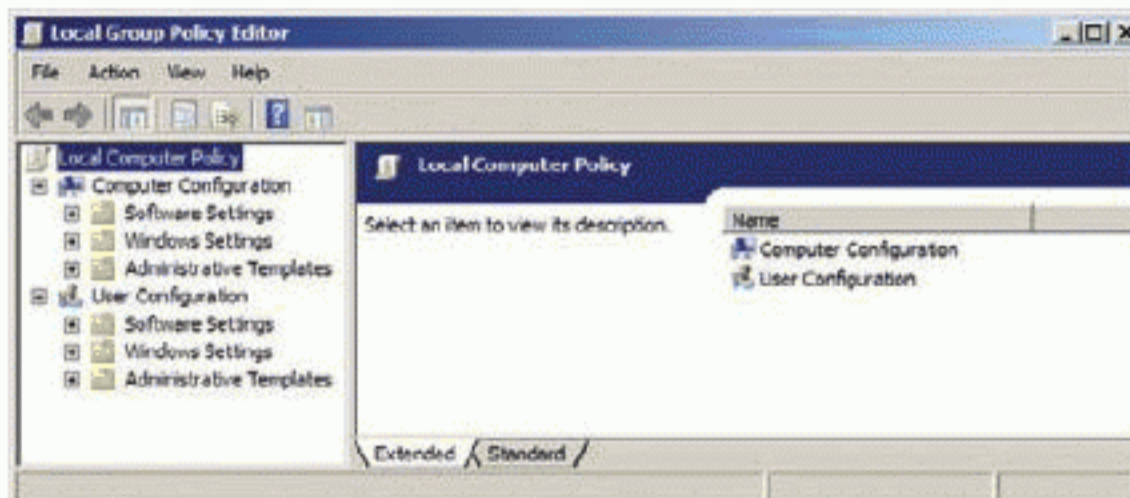 Local Group Policy Editor
File Action View Help
Local Computer Policy
Computer Configuration
Software Settings
Windows Settings
Administrative Templates
User Configuration
Software Settings
Windows Settings
Administrative Templates
Local Computer Policy
Select an item to view its description.
Name
Computer Configuration
User Configuration
Extended Standard